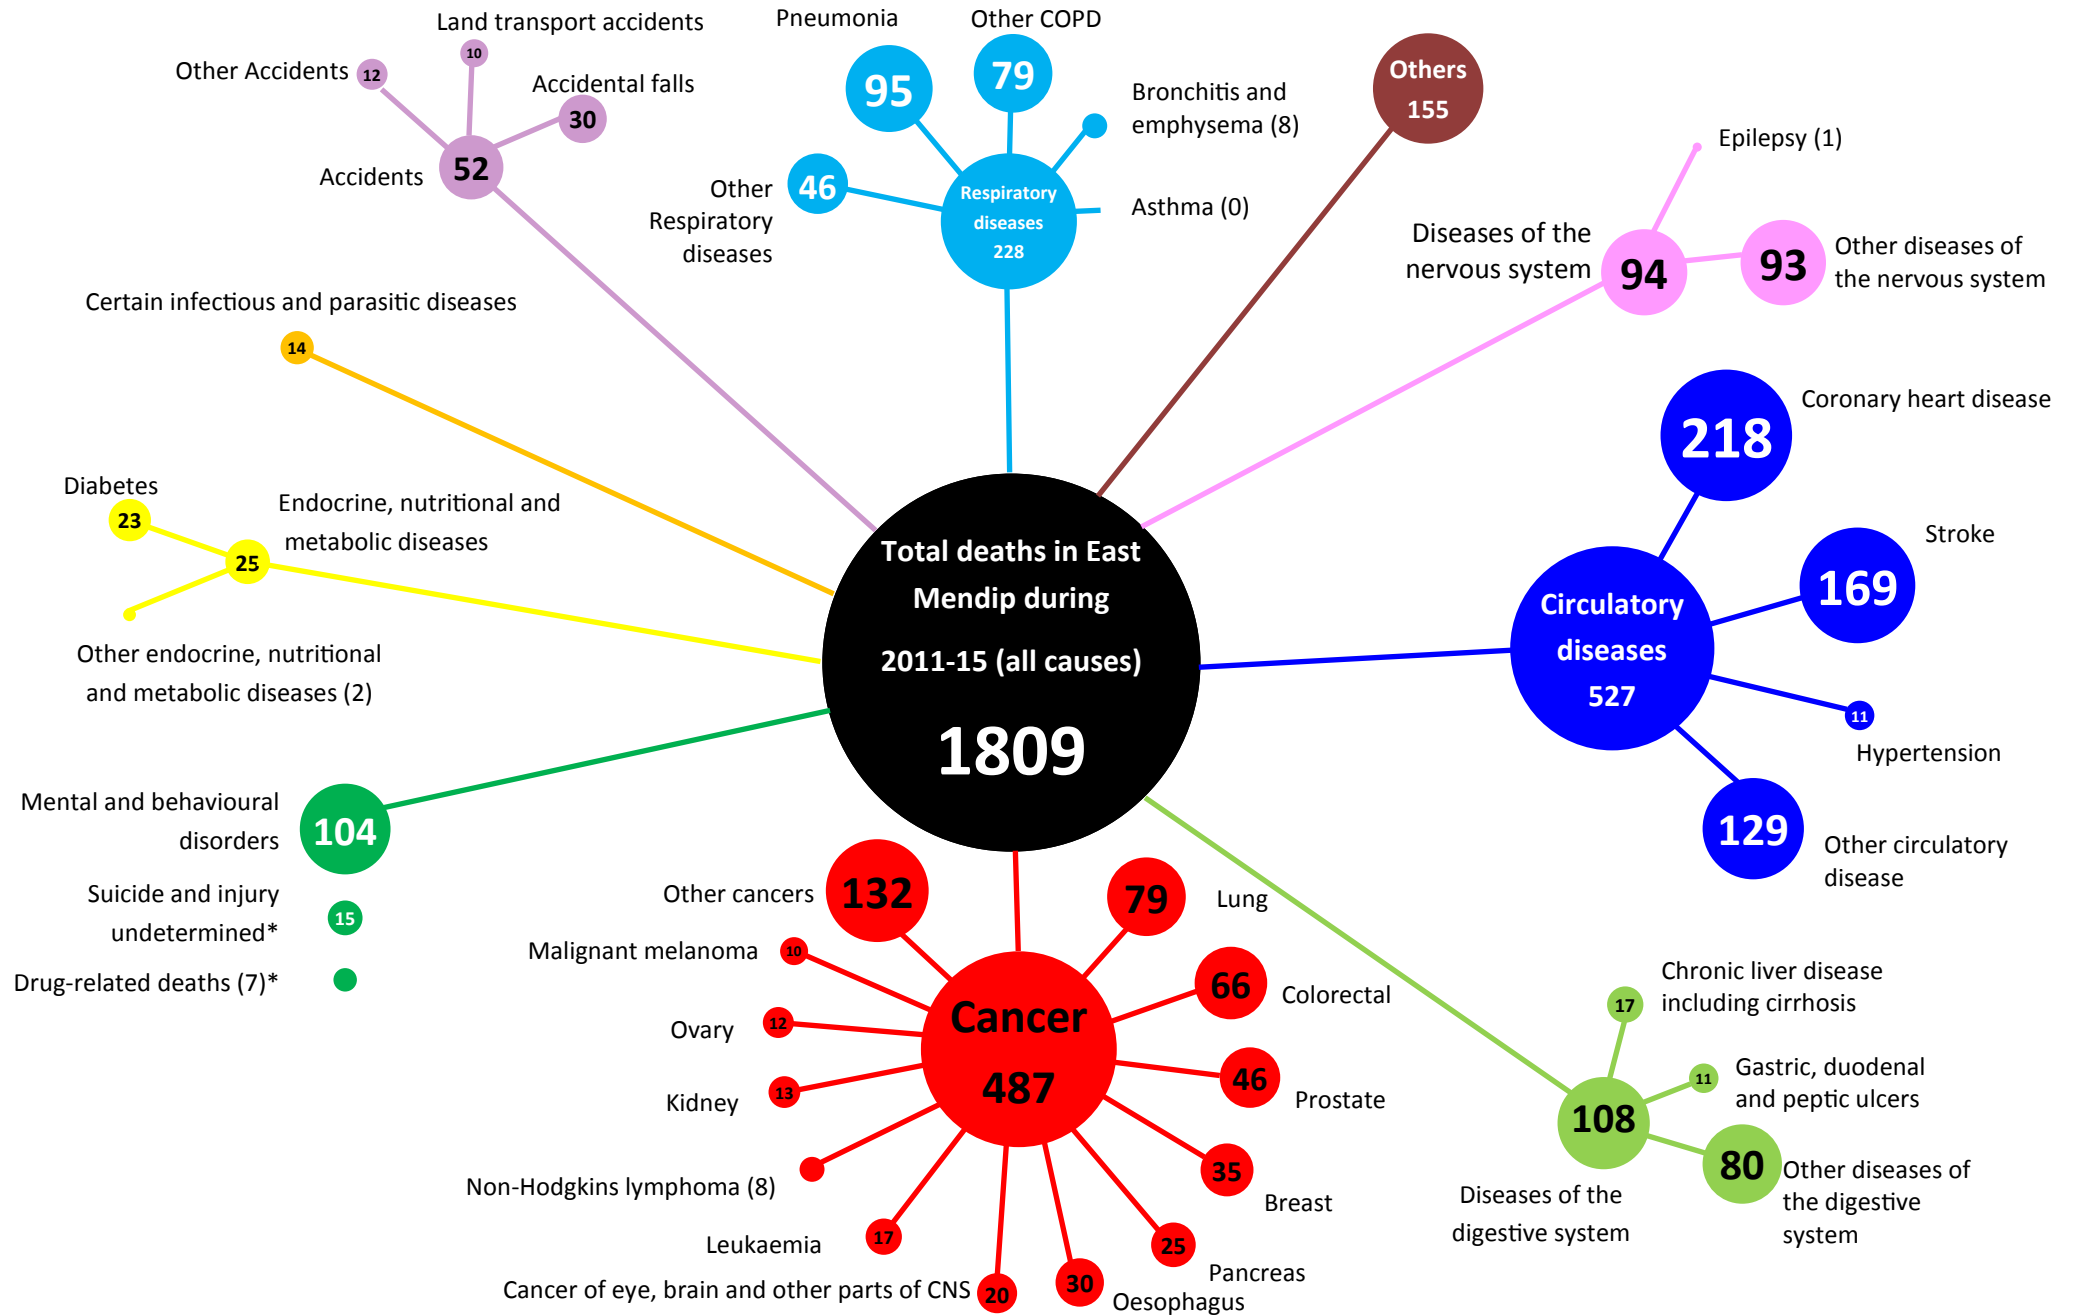 Land transport accidents
10
Other Accidents
12
Accidental falls
30
Accidents
52
Pneumonia
95
Other COPD
79
Bronchitis and
emphysema (8)
Other
Respiratory
diseases
46
Respiratory
diseases
228
Asthma (0)
Others
155
Epilepsy (1)
Diseases of the
nervous system
94
93
Other diseases of
the nervous system
Certain infectious and parasitic diseases
14
Diabetes
23
Endocrine, nutritional and
metabolic diseases
25
Other endocrine, nutritional
and metabolic diseases (2)
Total deaths in East
Mendip during
2011-15 (all causes)
1809
218
Coronary heart disease
Stroke
169
Circulatory
diseases
527
11
Hypertension
129
Other circulatory
disease
Mental and behavioural
disorders
104
Suicide and injury
undetermined*
15
Drug-related deaths (7)*
Other cancers
132
79
Lung
Malignant melanoma
10
66
Colorectal
Ovary
12
Cancer
487
46
Prostate
Kidney
13
Non-Hodgkins lymphoma (8)
35
Breast
Leukaemia
17
25
Pancreas
Cancer of eye, brain and other parts of CNS
20
30
Oesophagus
Chronic liver disease
including cirrhosis
17
11
Gastric, duodenal
and peptic ulcers
108
80
Other diseases of
the digestive
system
Diseases of the
digestive system